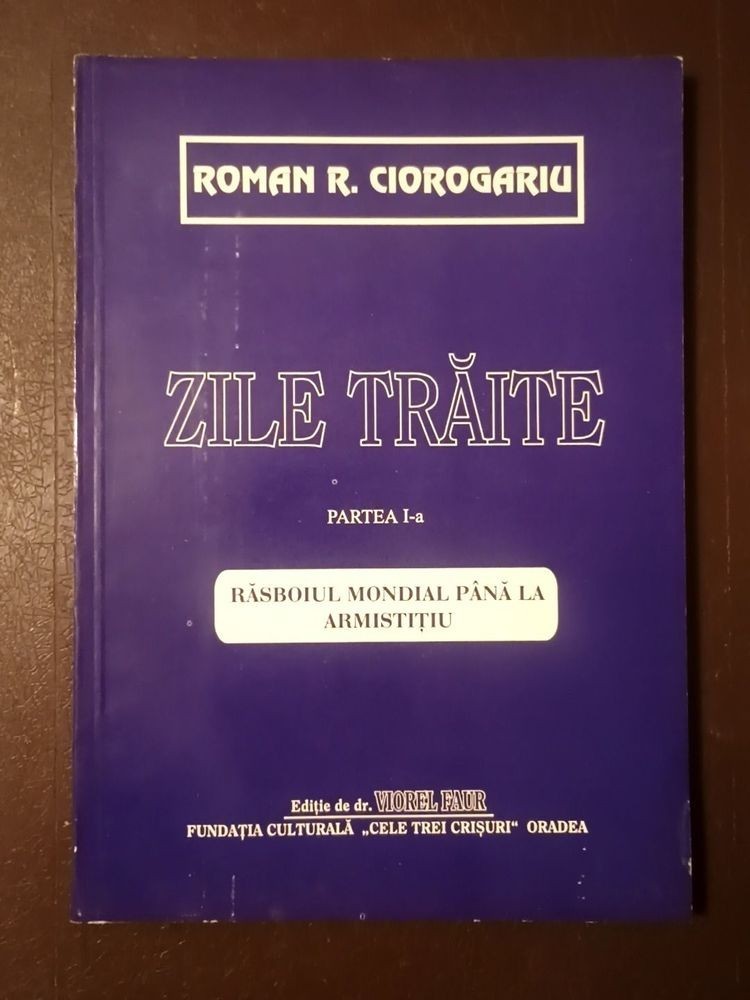 ROMAN R. CIOROGARIU
ZILE TRĂITE
PARTEA I-a
RĂSBOIUL MONDIAL PÂNĂ LA
ARMISTIȚIU
Ediție de dr. VIOREL FAUR
FUNDAȚIA CULTURALĂ „CELE TREI CRIȘURI“ ORADEA